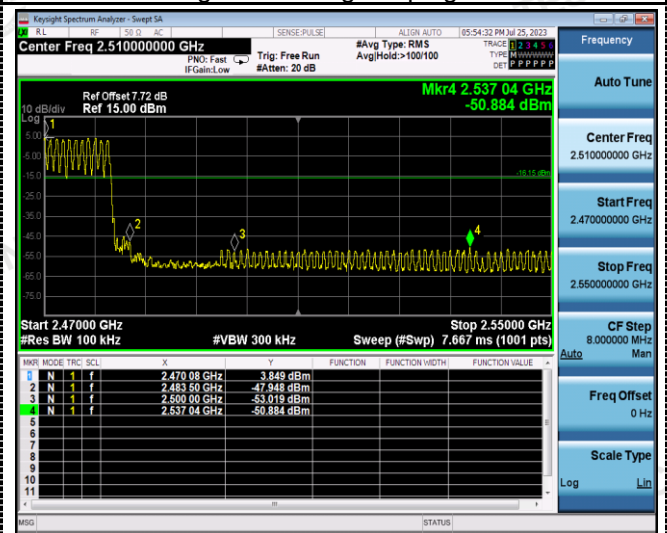 Keysight Spectrum Analyzer - Swept SA
RL RF 50 Ω AC SENSE:PULSE ALIGN AUTO 05:54:32 PM Jul 25, 2023
Center Freq 2.510000000 GHz #Avg Type: RMS TRACE 1 2 3 4 5 6
PNO: Fast Trig: Free Run Avg|Hold:>100/100 TYPE M WWWWW
IFGain:Low #Atten: 20 dB DET P P P P P P
Mkr4 2.537 04 GHz
-50.884 dBm
Ref Offset 7.72 dB
10 dB/div Ref 15.00 dBm
Log
5.00
-5.00
-15.0
-25.0
-35.0
-45.0
-55.0
-65.0
-75.0
1
2
3
4
-16.15 dBm
Start 2.47000 GHz Stop 2.55000 GHz
#Res BW 100 kHz #VBW 300 kHz Sweep (#Swp) 7.667 ms (1001 pts)
MKR MODE TRC SCL X Y FUNCTION FUNCTION WIDTH FUNCTION VALUE
1 N 1 f 2.470 08 GHz 3.849 dBm
2 N 1 f 2.483 50 GHz -47.948 dBm
3 N 1 f 2.500 00 GHz -53.019 dBm
4 N 1 f 2.537 04 GHz -50.884 dBm
5
6
7
8
9
10
11
MSG STATUS
Frequency
Auto Tune
Center Freq
2.510000000 GHz
Start Freq
2.470000000 GHz
Stop Freq
2.550000000 GHz
CF Step
8.000000 MHz
Auto Man
Freq Offset
0 Hz
Scale Type
Log Lin